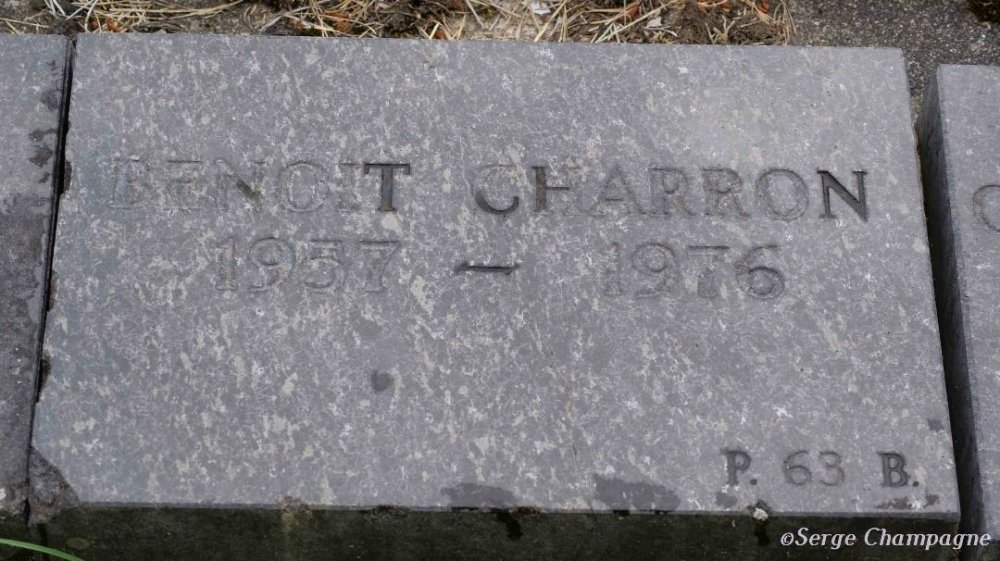 BENOIT CHARRON
1957 — 1976
P. 63 B.
©Serge Champagne